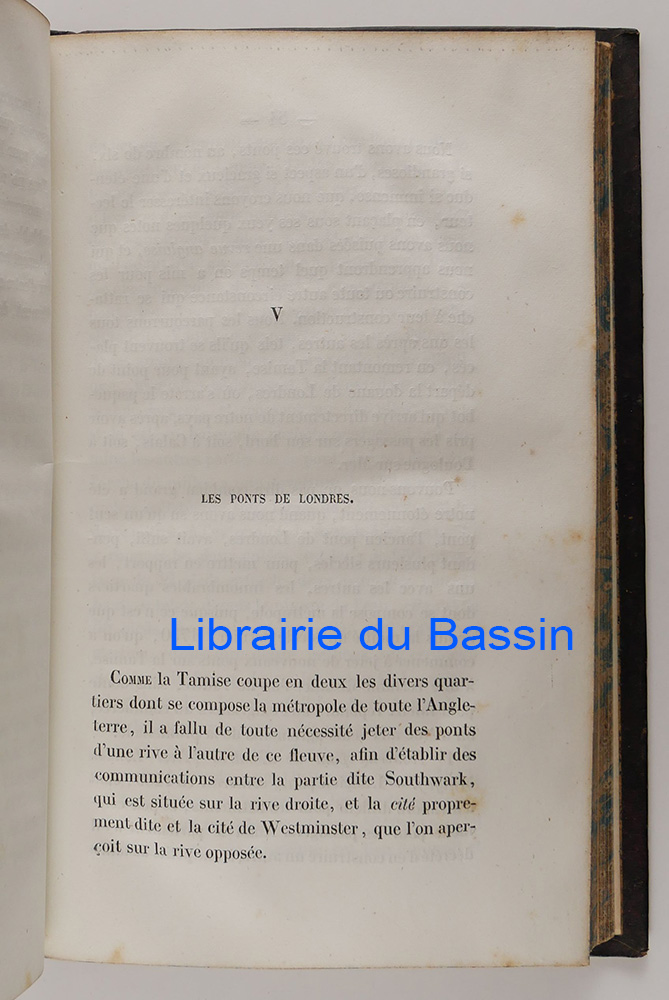 V
LES PONTS DE LONDRES.
Librairie du Bassin
COMME la Tamise coupe en deux les divers quar-
tiers dont se compose la métropole de toute l'Angle-
terre, il a fallu de toute nécessité jeter des ponts
d'une rive à l'autre de ce fleuve, afin d'établir des
communications entre la partie dite Southwark,
qui est située sur la rive droite, et la cité propre-
ment dite et la cité de Westminster, que l'on aper-
çoit sur la rive opposée.